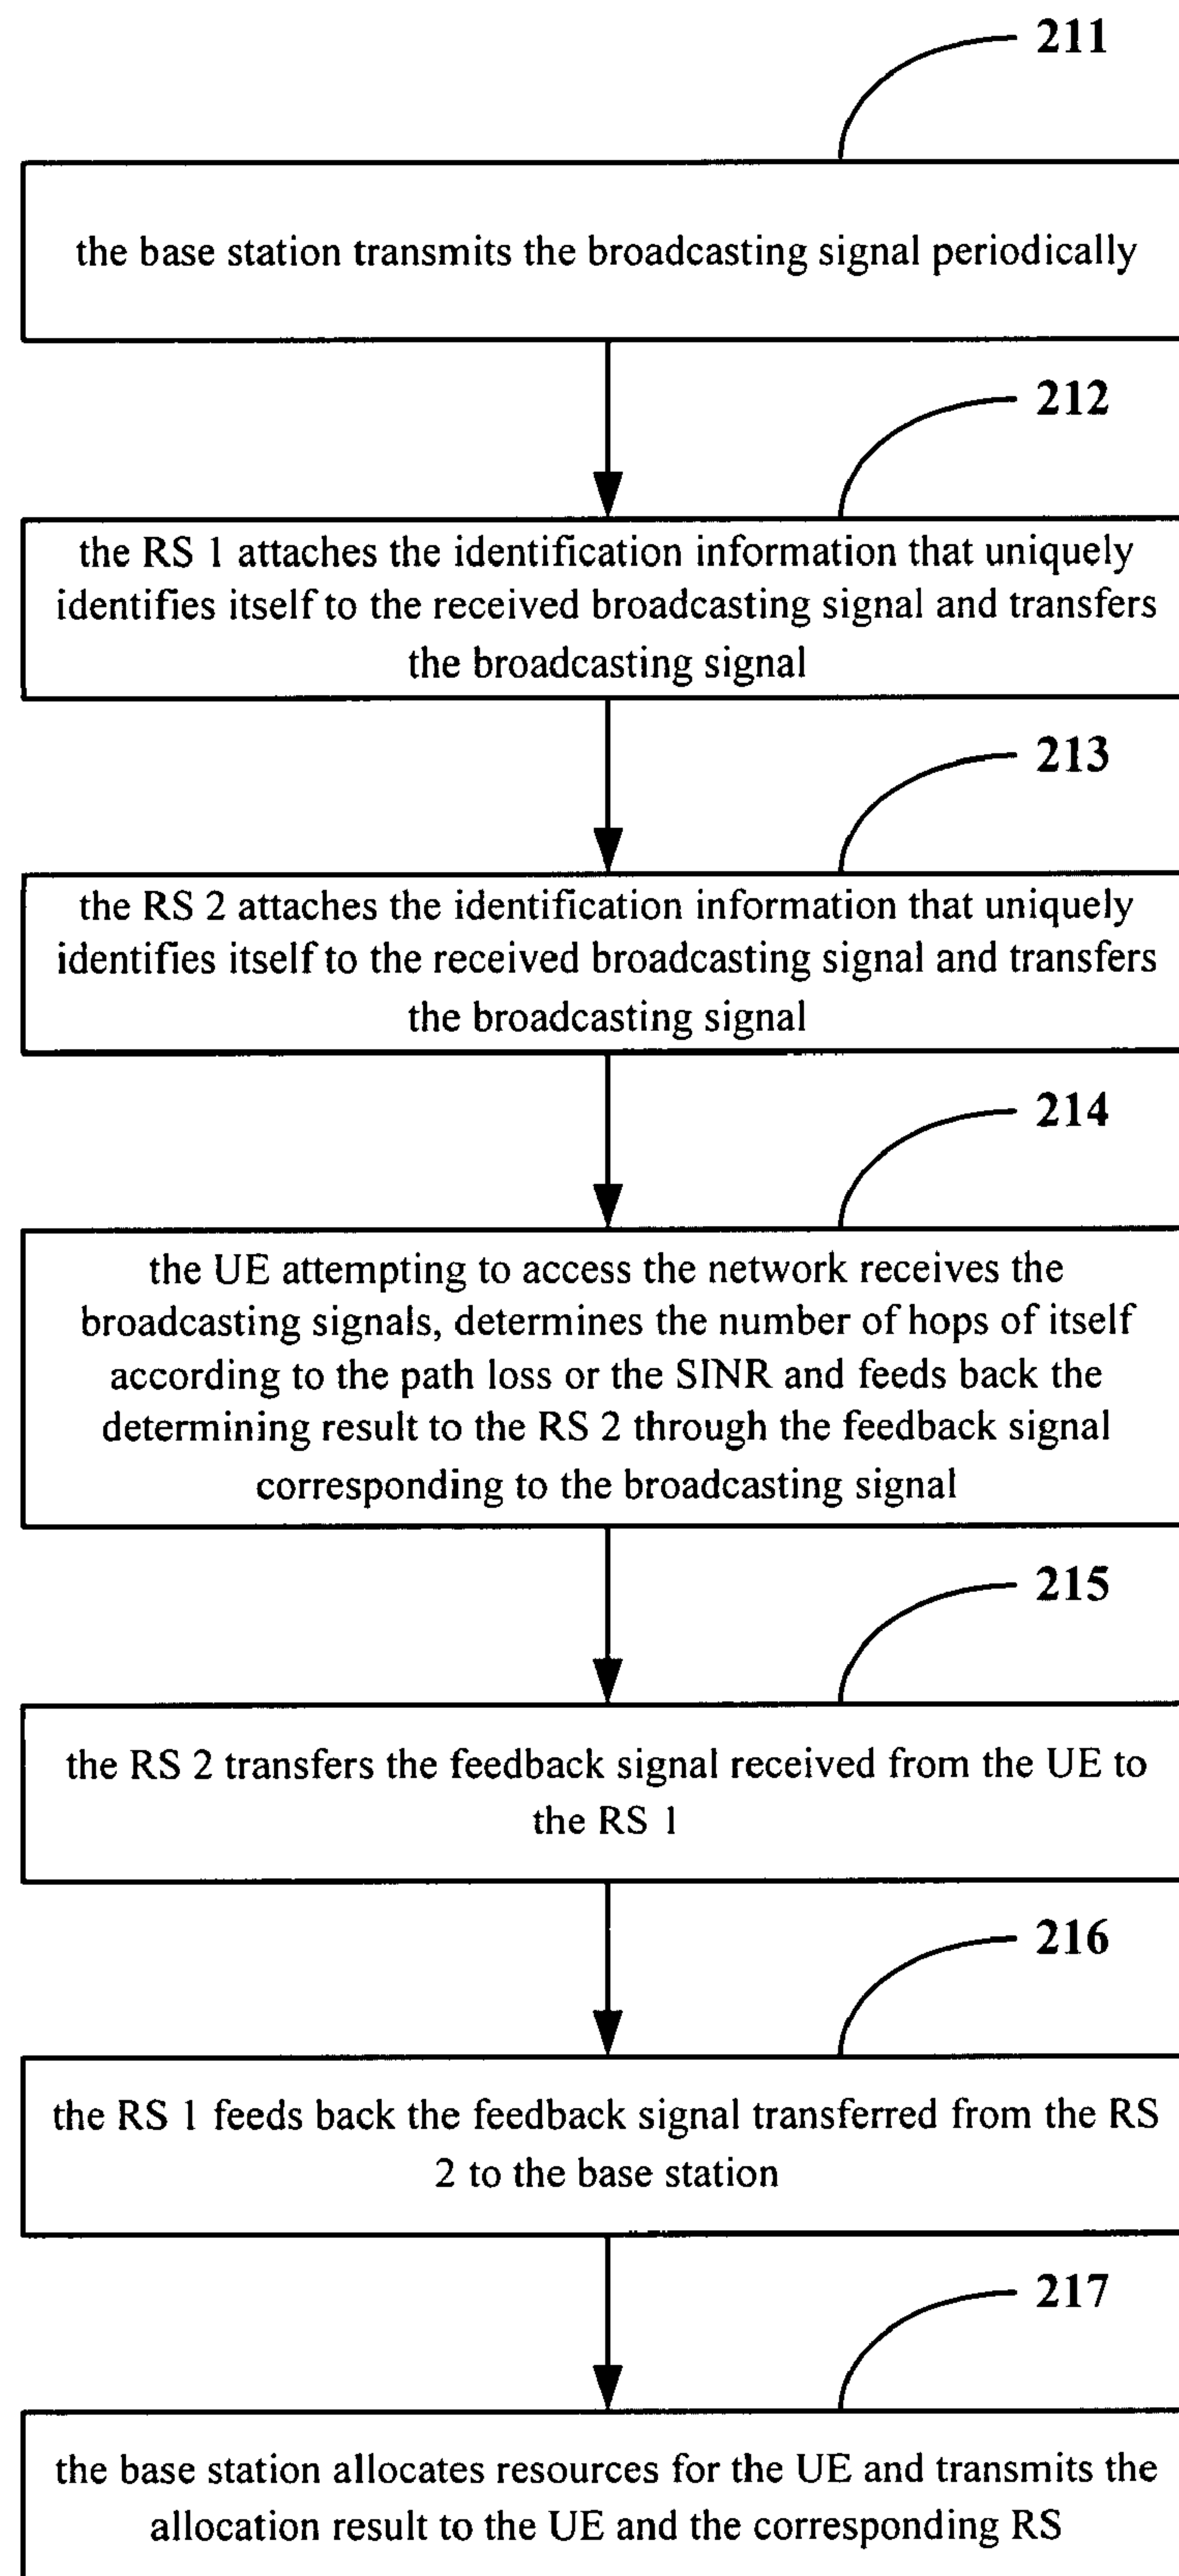 211
the base station transmits the broadcasting signal periodically
212
the RS 1 attaches the identification information that uniquely
identifies itself to the received broadcasting signal and transfers
the broadcasting signal
213
the RS 2 attaches the identification information that uniquely
identifies itself to the received broadcasting signal and transfers
the broadcasting signal
214
the UE attempting to access the network receives the
broadcasting signals, determines the number of hops of itself
according to the path loss or the SINR and feeds back the
determining result to the RS 2 through the feedback signal
corresponding to the broadcasting signal
215
the RS 2 transfers the feedback signal received from the UE to
the RS 1
216
the RS 1 feeds back the feedback signal transferred from the RS
2 to the base station
217
the base station allocates resources for the UE and transmits the
allocation result to the UE and the corresponding RS